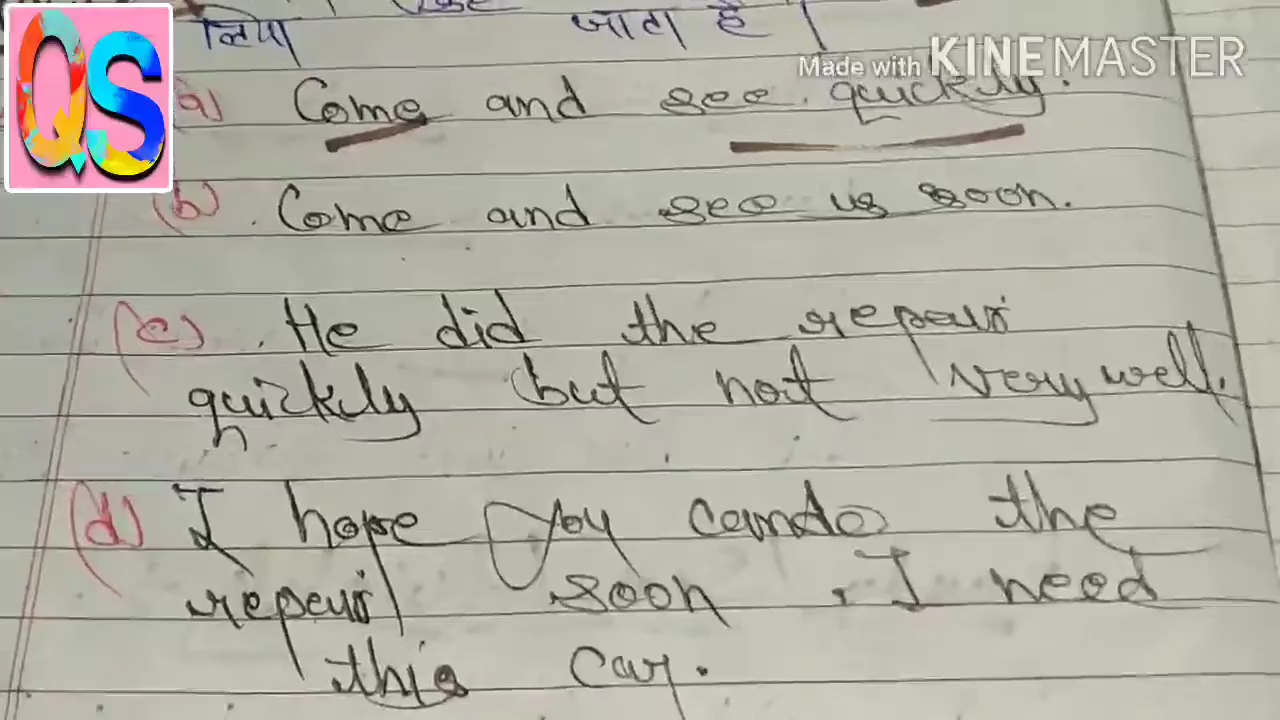 लिया जाता है |
QS
Made with KINEMASTER
(a) Come and see quickly.
(b) Come and see us soon.
(c) He did the repair
quickly but not very well.
(d) I hope you can do the
repair soon. I need
this car.